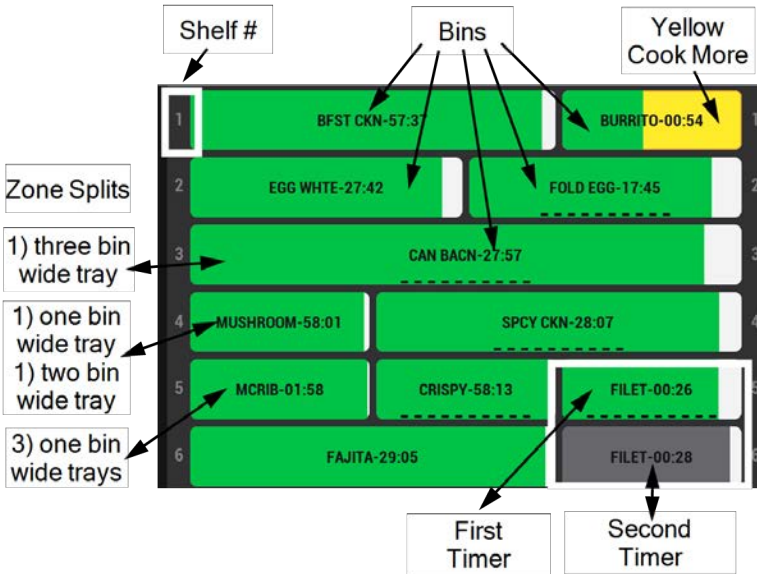 Shelf #
Bins
Yellow
Cook More
1 BFST CKN-57:37 BURRITO-00:54 1
Zone Splits
2 EGG WHTE-27:42 FOLD EGG-17:45 2
1) three bin
wide tray
3 CAN BACN-27:57 3
1) one bin
wide tray
1) two bin
wide tray
4 MUSHROOM-58:01 SPCY CKN-28:07 4
5 MCRIB-01:58 CRISPY-58:13 FILET-00:26 5
3) one bin
wide trays
6 FAJITA-29:05 FILET-00:28 6
First
Timer
Second
Timer